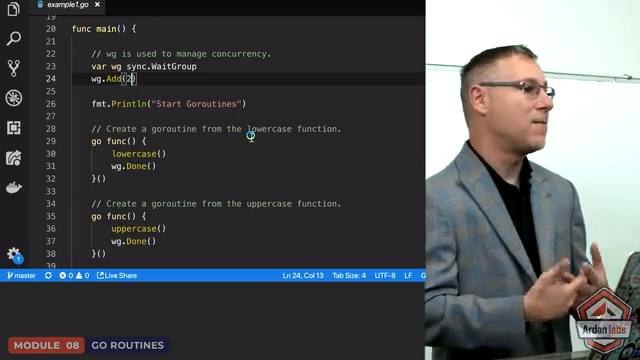 example1.go
19
20 func main() {
22 // wg is used to manage concurrency.
23 var wg sync.WaitGroup
24 wg.Add(2)
26 fmt.Println("Start Goroutines")
28 // Create a goroutine from the lowercase function.
29 go func() {
30 lowercase()
31 wg.Done()
32 }()
34 // Create a goroutine from the uppercase function.
35 go func() {
36 uppercase()
37 wg.Done()
38 }()
39
1
master 0 0 Live Share Ln 24, Col 13 Tab Size: 4 UTF-8 LF G
MODULE 08 GO ROUTINES
Ardan labs